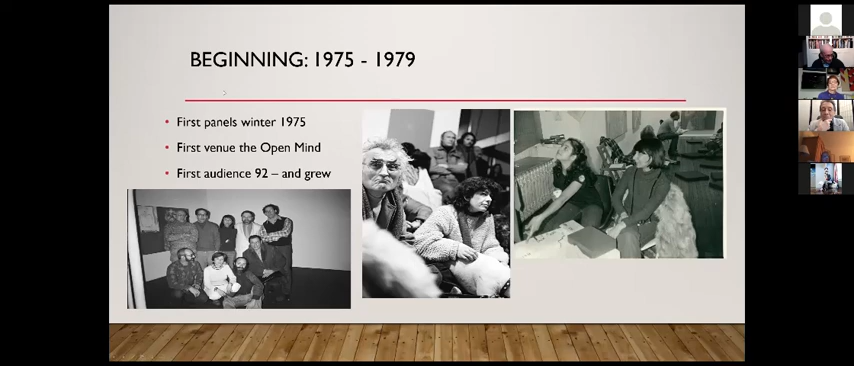 BEGINNING: 1975 - 1979
• First panels winter 1975
• First venue the Open Mind
• First audience 92 – and grew